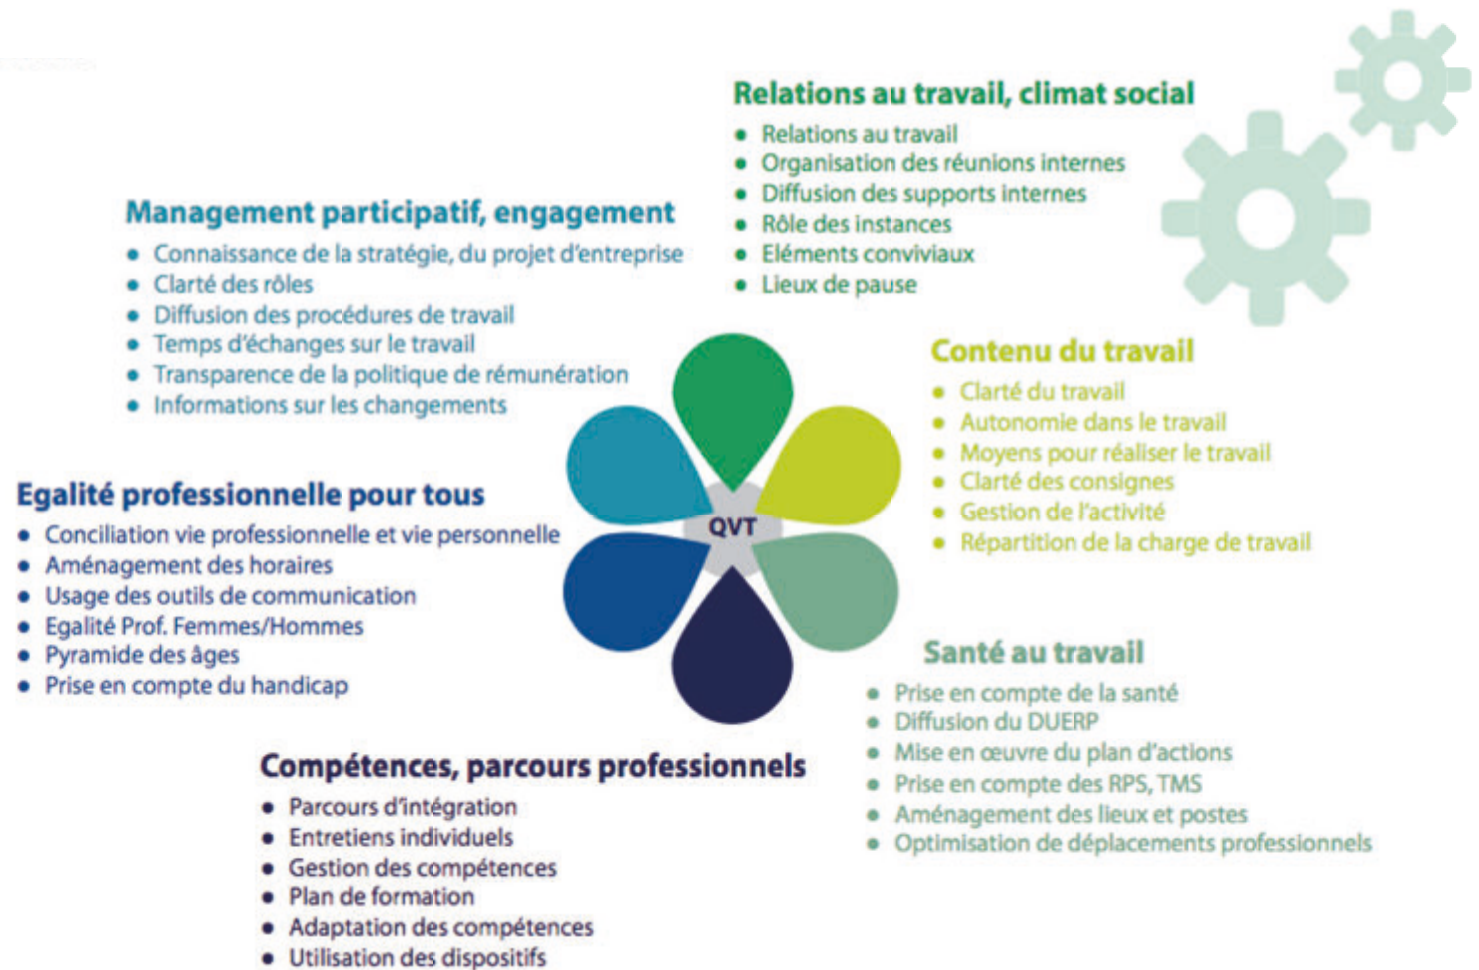 Relations au travail, climat social
• Relations au travail
• Organisation des réunions internes
• Diffusion des supports internes
• Rôle des instances
• Eléments conviviaux
• Lieux de pause
Management participatif, engagement
• Connaissance de la stratégie, du projet d'entreprise
• Clarté des rôles
• Diffusion des procédures de travail
• Temps d'échanges sur le travail
• Transparence de la politique de rémunération
• Informations sur les changements
Contenu du travail
• Clarté du travail
• Autonomie dans le travail
• Moyens pour réaliser le travail
• Clarté des consignes
• Gestion de l'activité
• Répartition de la charge de travail
Egalité professionnelle pour tous
• Conciliation vie professionnelle et vie personnelle
• Aménagement des horaires
• Usage des outils de communication
• Egalité Prof. Femmes/Hommes
• Pyramide des âges
• Prise en compte du handicap
QVT
Santé au travail
• Prise en compte de la santé
• Diffusion du DUERP
• Mise en œuvre du plan d'actions
• Prise en compte des RPS, TMS
• Aménagement des lieux et postes
• Optimisation de déplacements professionnels
Compétences, parcours professionnels
• Parcours d'intégration
• Entretiens individuels
• Gestion des compétences
• Plan de formation
• Adaptation des compétences
• Utilisation des dispositifs